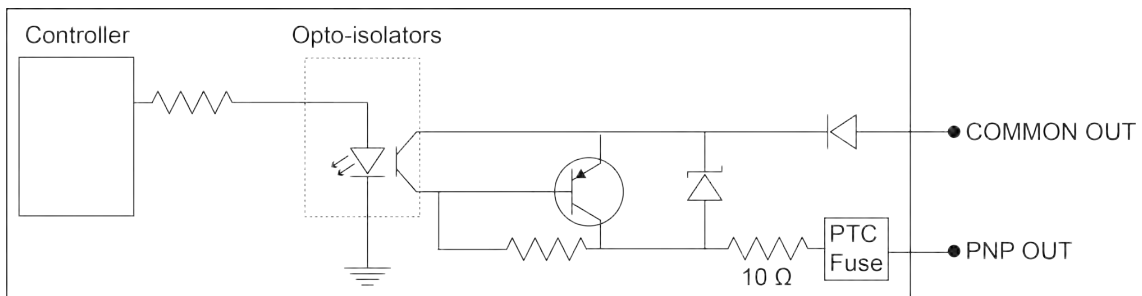 Controller
Opto-isolators
COMMON OUT
PTC
Fuse
PNP OUT
10 Ω